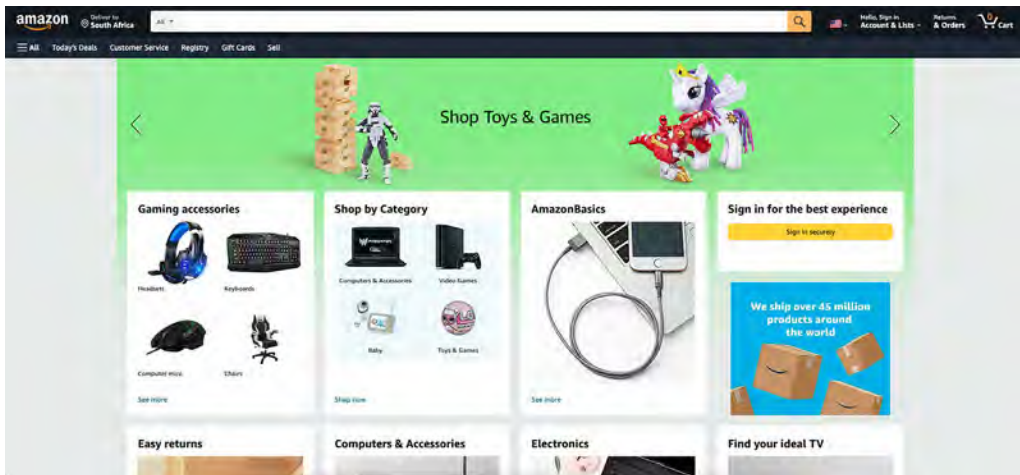 amazon
Deliver to
South Africa
All
Hello, Sign in
Account & Lists
Returns
& Orders
0
Cart
All Today's Deals Customer Service Registry Gift Cards Sell
Shop Toys & Games
Gaming accessories
Headsets
Keyboards
Computer mice
Chairs
See more
Shop by Category
Computers & Accessories
Video Games
Baby
Toys & Games
Shop now
AmazonBasics
See more
Sign in for the best experience
Sign in securely
We ship over 45 million
products around
the world
Easy returns
Computers & Accessories
Electronics
Find your ideal TV